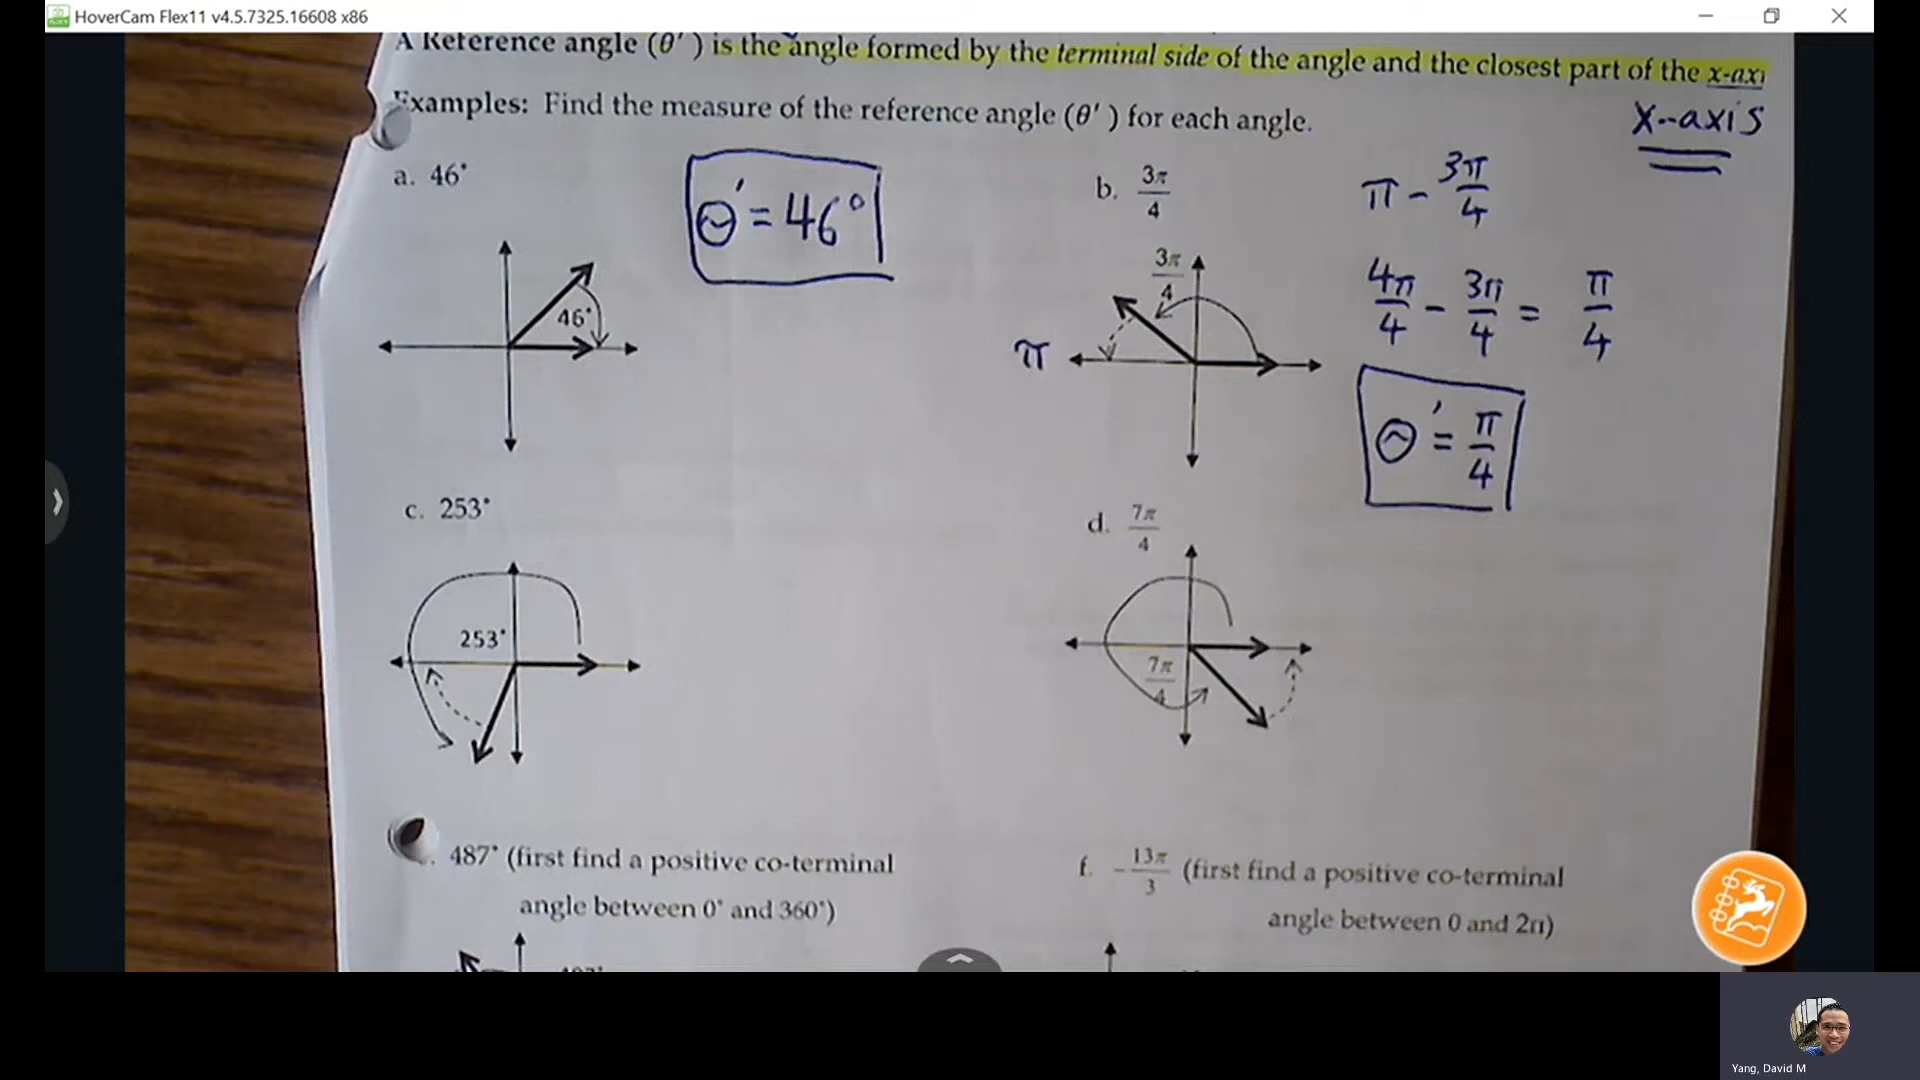 HoverCam Flex11 v4.5.7325.16608 x86
A Reference angle (θ′ ) is the angle formed by the terminal side of the angle and the closest part of the x-axi
Examples: Find the measure of the reference angle (θ′ ) for each angle.
x-axis
a. 46°
θ′ = 46°
46°
b. 3π/4
π - 3π/4
3π/4
4π/4 - 3π/4 = π/4
π
θ′ = π/4
c. 253°
253°
d. 7π/4
7π/4
487° (first find a positive co-terminal
angle between 0° and 360°)
f. -13π/3 (first find a positive co-terminal
angle between 0 and 2π)
Yang, David M